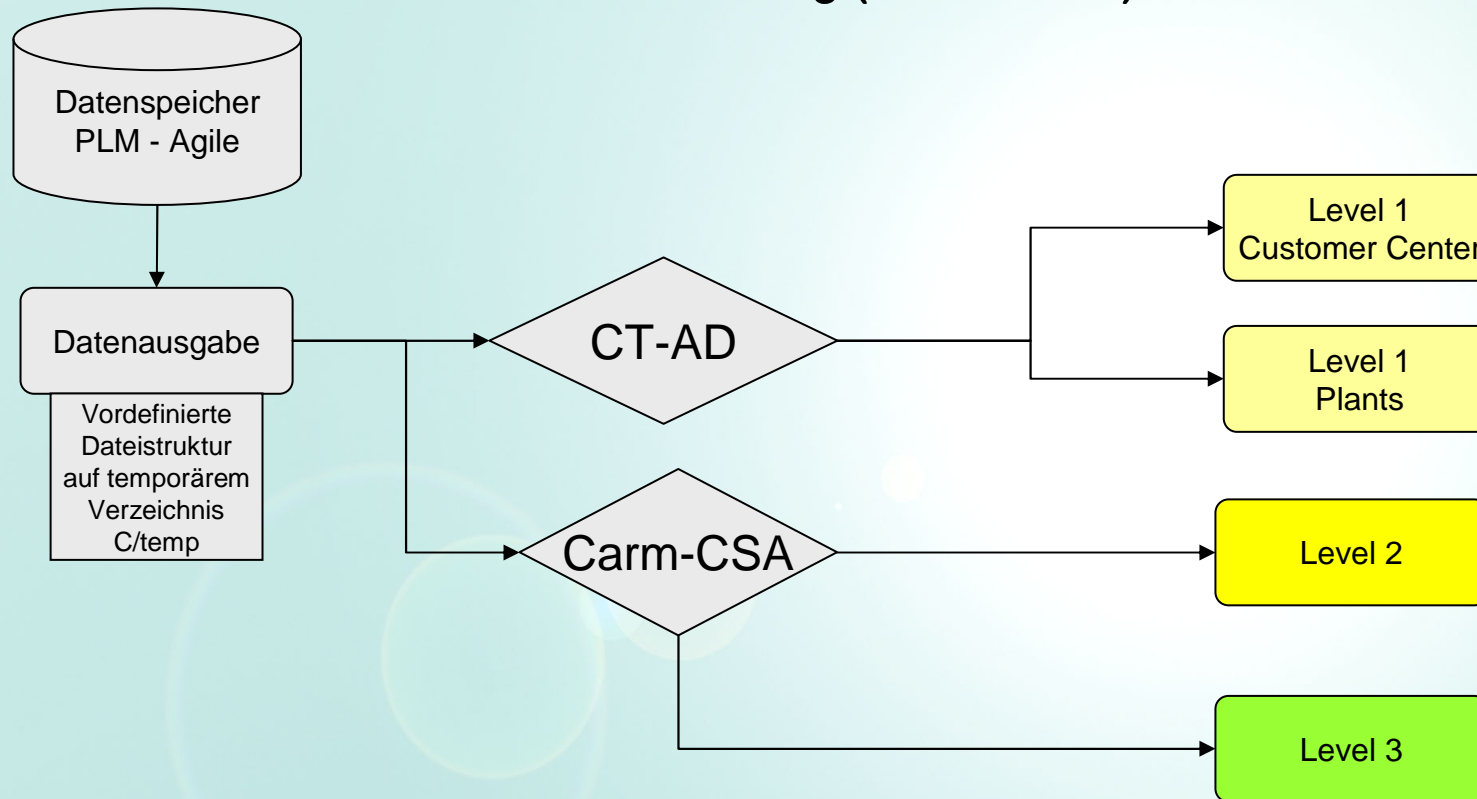 Datenspeicher
PLM - Agile
Datenausgabe
Vordefinierte
Dateistruktur
auf temporärem
Verzeichnis
C/temp
CT-AD
Carm-CSA
Level 1
Customer Center
Level 1
Plants
Level 2
Level 3